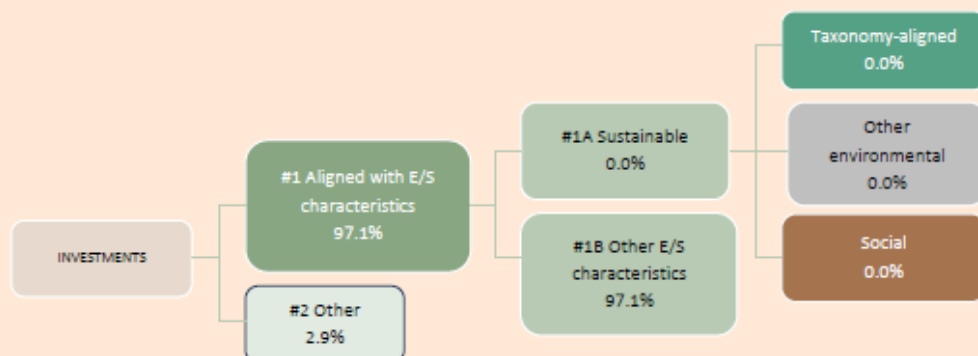 INVESTMENTS
#1 Aligned with E/S
characteristics
97.1%
#2 Other
2.9%
#1A Sustainable
0.0%
#1B Other E/S
characteristics
97.1%
Taxonomy-aligned
0.0%
Other
environmental
0.0%
Social
0.0%